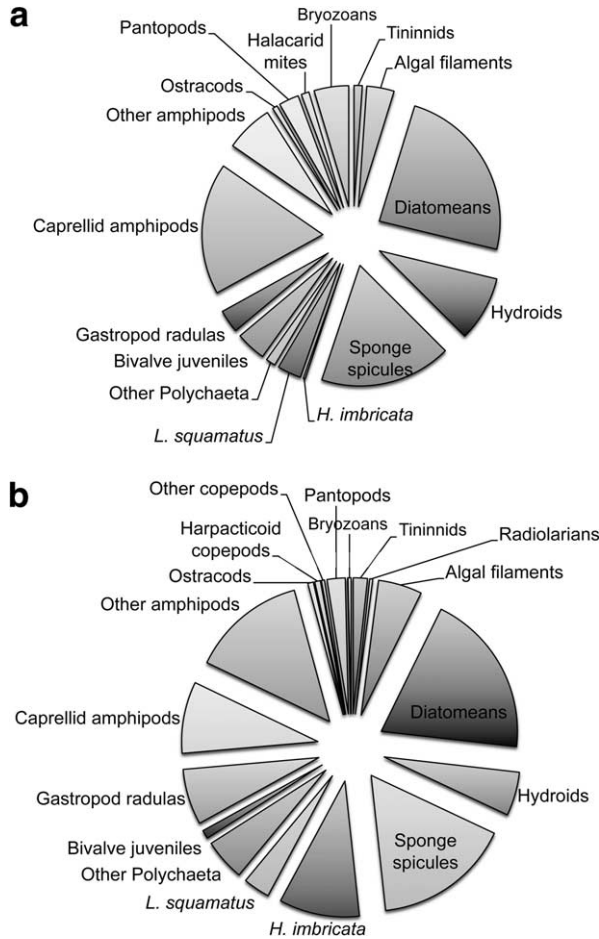 a
Bryozoans
Pantopods
Tininnids
Halacarid
mites
Algal filaments
Ostracods
Other amphipods
Diatomeans
Caprellid amphipods
Hydroids
Gastropod radulas
Sponge
spicules
Bivalve juveniles
Other Polychaeta
H. imbricata
L. squamatus
b
Other copepods
Pantopods
Bryozoans
Tininnids
Radiolarians
Harpacticoid
copepods
Ostracods
Algal filaments
Other amphipods
Diatomeans
Caprellid amphipods
Hydroids
Gastropod radulas
Sponge
spicules
Bivalve juveniles
Other Polychaeta
L. squamatus
H. imbricata